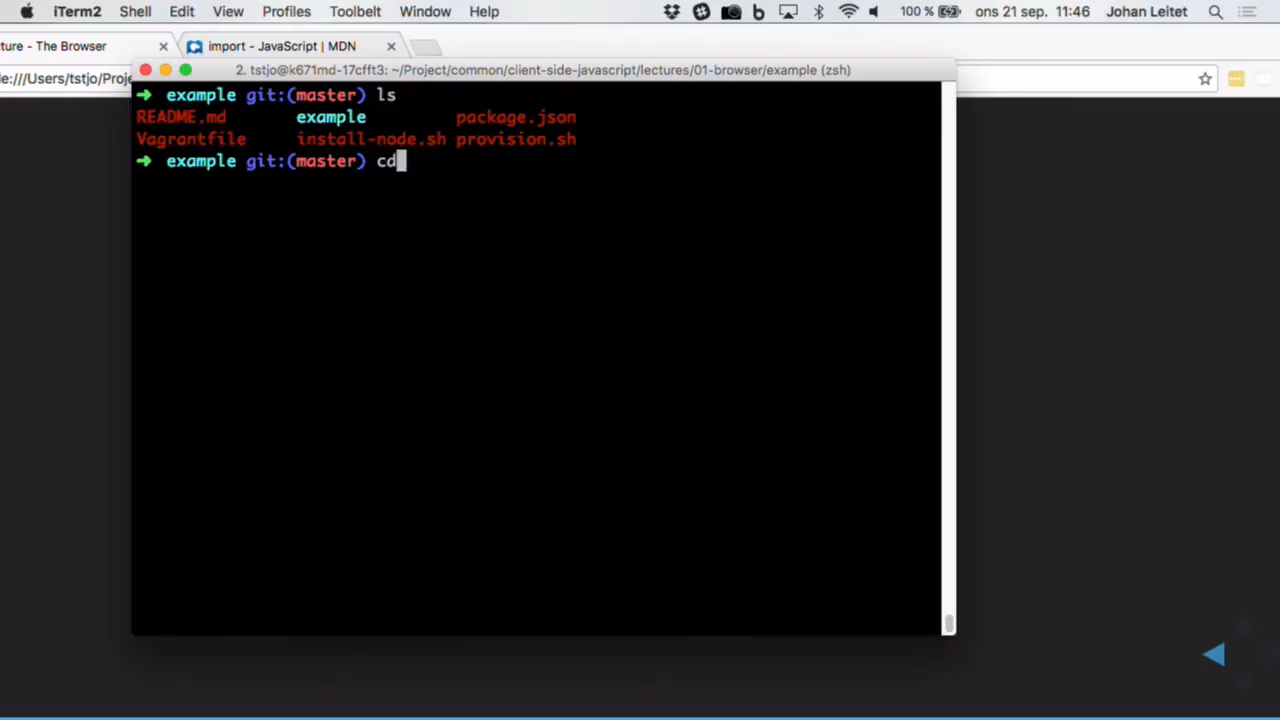 iTerm2 Shell Edit View Profiles Toolbelt Window Help 100 % ons 21 sep. 11:46 Johan Leitet
ture - The Browser import - JavaScript | MDN
2. tstjo@k671md-17cfft3: ~/Project/common/client-side-javascript/lectures/01-browser/example (zsh)
e:///Users/tstjo/Proje
➜ example git:(master) ls
README.md example package.json
Vagrantfile install-node.sh provision.sh
➜ example git:(master) cd